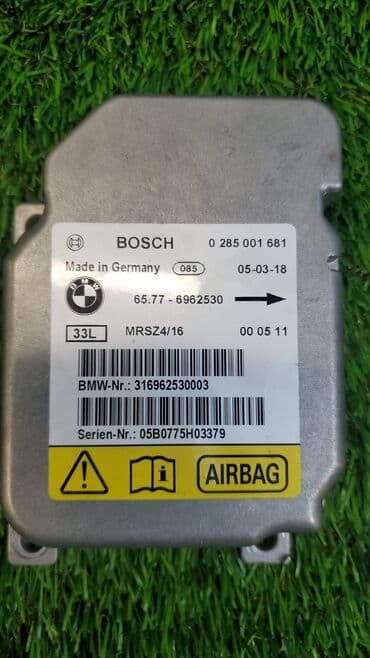 BOSCH 0 285 001 681
Made in Germany 085 05-03-18
BMW 65.77 - 6962530
33L MRSZ4/16 00 05 11
BMW-Nr.: 316962530003
Serien-Nr.: 05B0775H03379
AIRBAG